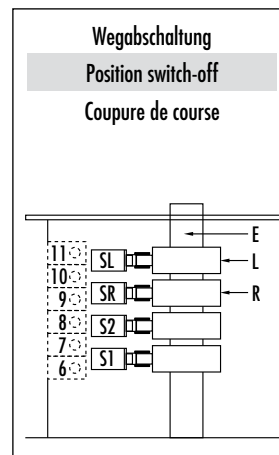 Wegabschaltung
Position switch-off
Coupure de course
E
11 SL L
10
9 SR R
8 S2
7
6 S1